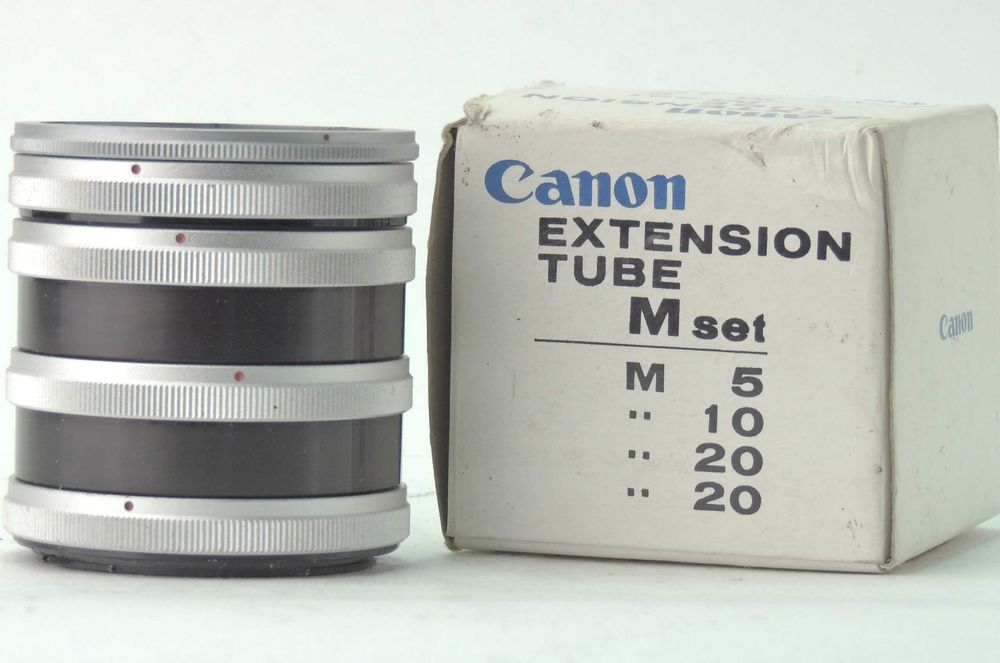 Canon
EXTENSION
TUBE
M set
M 5
" 10
" 20
" 20
Canon